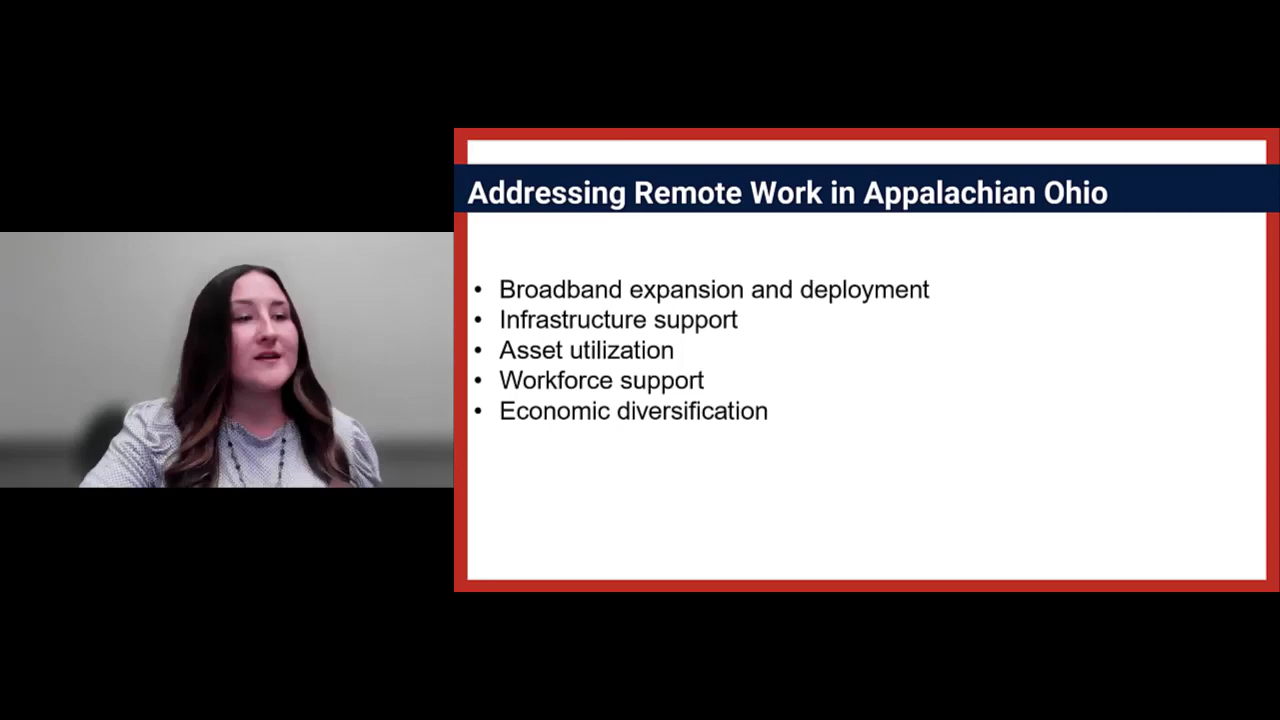 Addressing Remote Work in Appalachian Ohio
• Broadband expansion and deployment
• Infrastructure support
• Asset utilization
• Workforce support
• Economic diversification